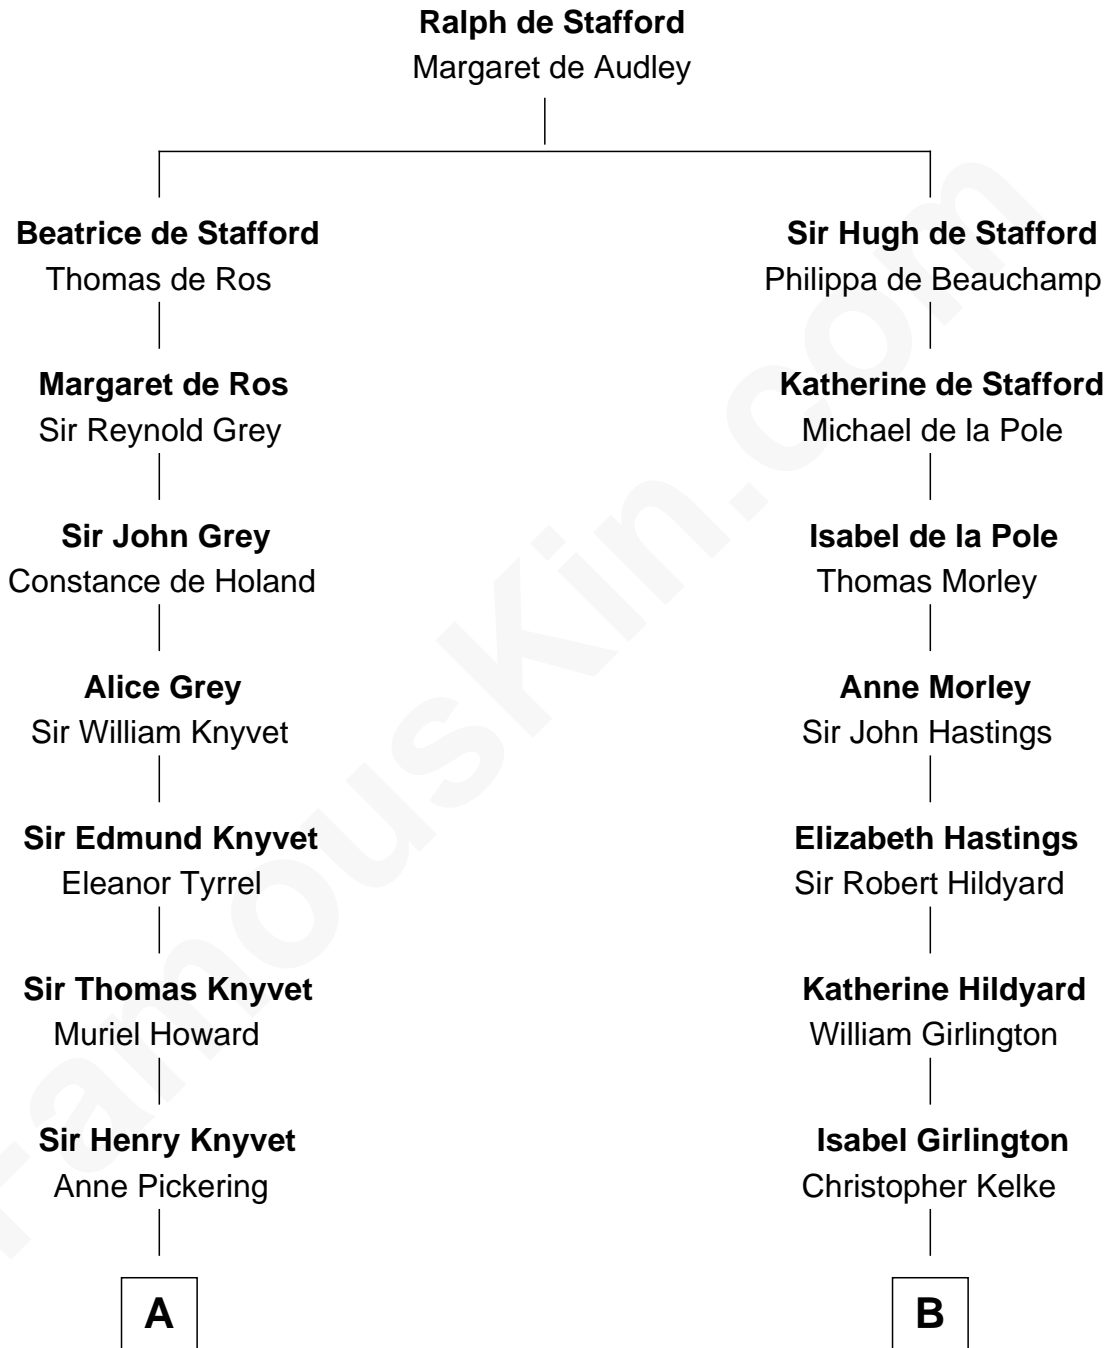 Ralph de Stafford
Margaret de Audley
Beatrice de Stafford
Thomas de Ros
Sir Hugh de Stafford
Philippa de Beauchamp
Margaret de Ros
Sir Reynold Grey
Katherine de Stafford
Michael de la Pole
Sir John Grey
Constance de Holand
Isabel de la Pole
Thomas Morley
Alice Grey
Sir William Knyvet
Anne Morley
Sir John Hastings
Sir Edmund Knyvet
Eleanor Tyrrel
Elizabeth Hastings
Sir Robert Hildyard
Sir Thomas Knyvet
Muriel Howard
Katherine Hildyard
William Girlington
Sir Henry Knyvet
Anne Pickering
Isabel Girlington
Christopher Kelke
A
B
FamousKin.com